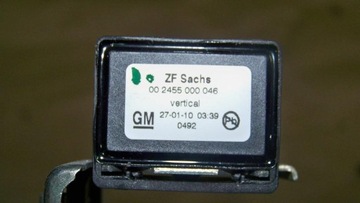 ZF Sachs
00 2455 000 046
vertical
GM 27-01-10 03:39
0492 Pb